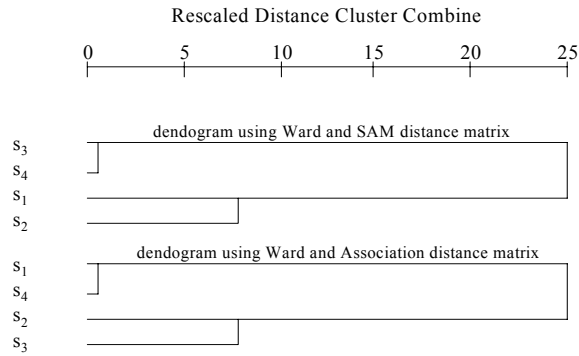 Rescaled Distance Cluster Combine
0 5 10 15 20 25
dendogram using Ward and SAM distance matrix
s3
s4
s1
s2
dendogram using Ward and Association distance matrix
s1
s4
s2
s3